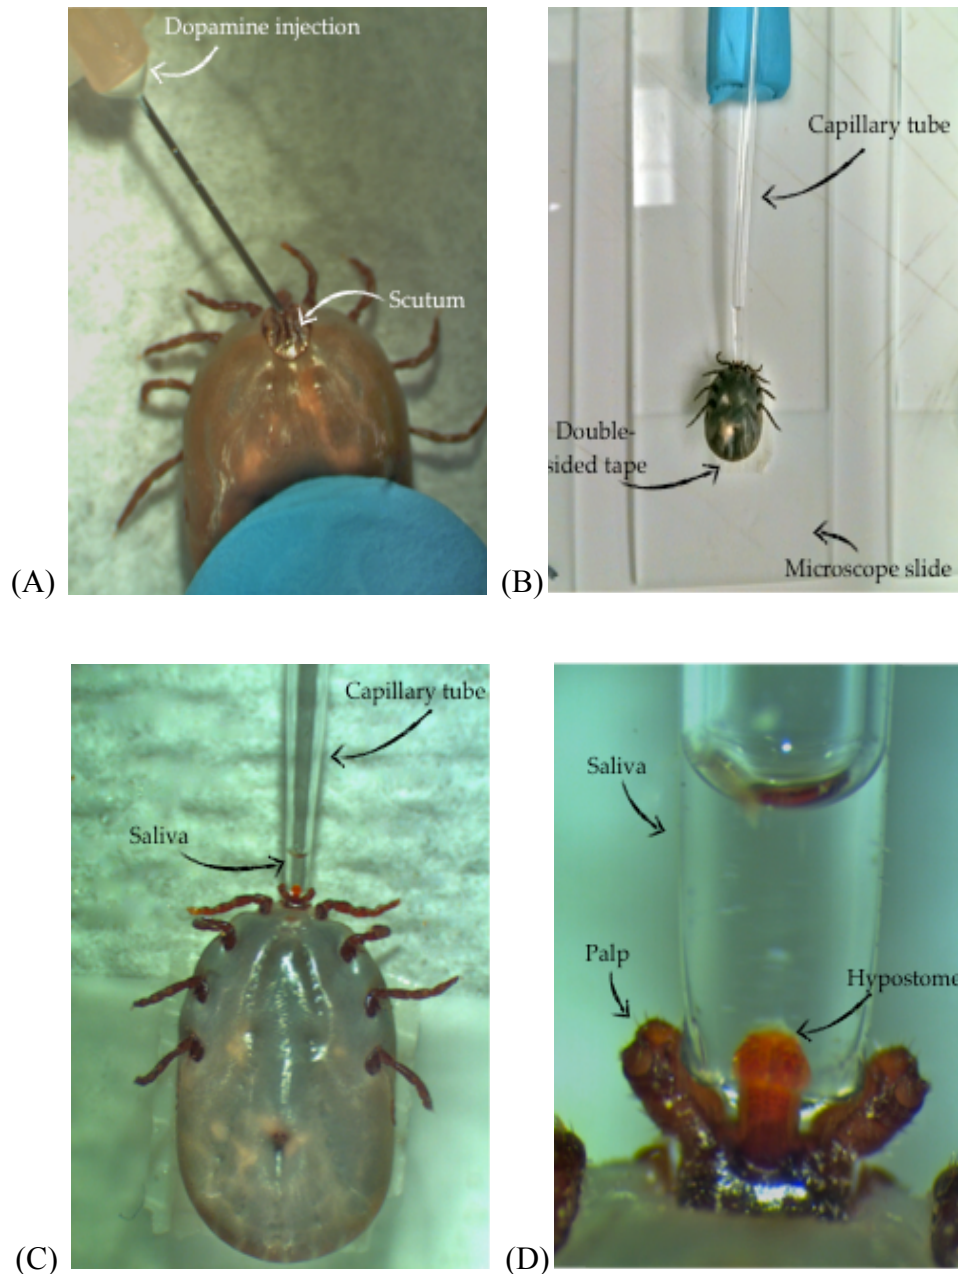 Dopamine injection
Scutum
(A)
Capillary tube
Double-
sided tape
Microscope slide
(B)
Capillary tube
Saliva
(C)
Saliva
Palp
Hypostome
(D)